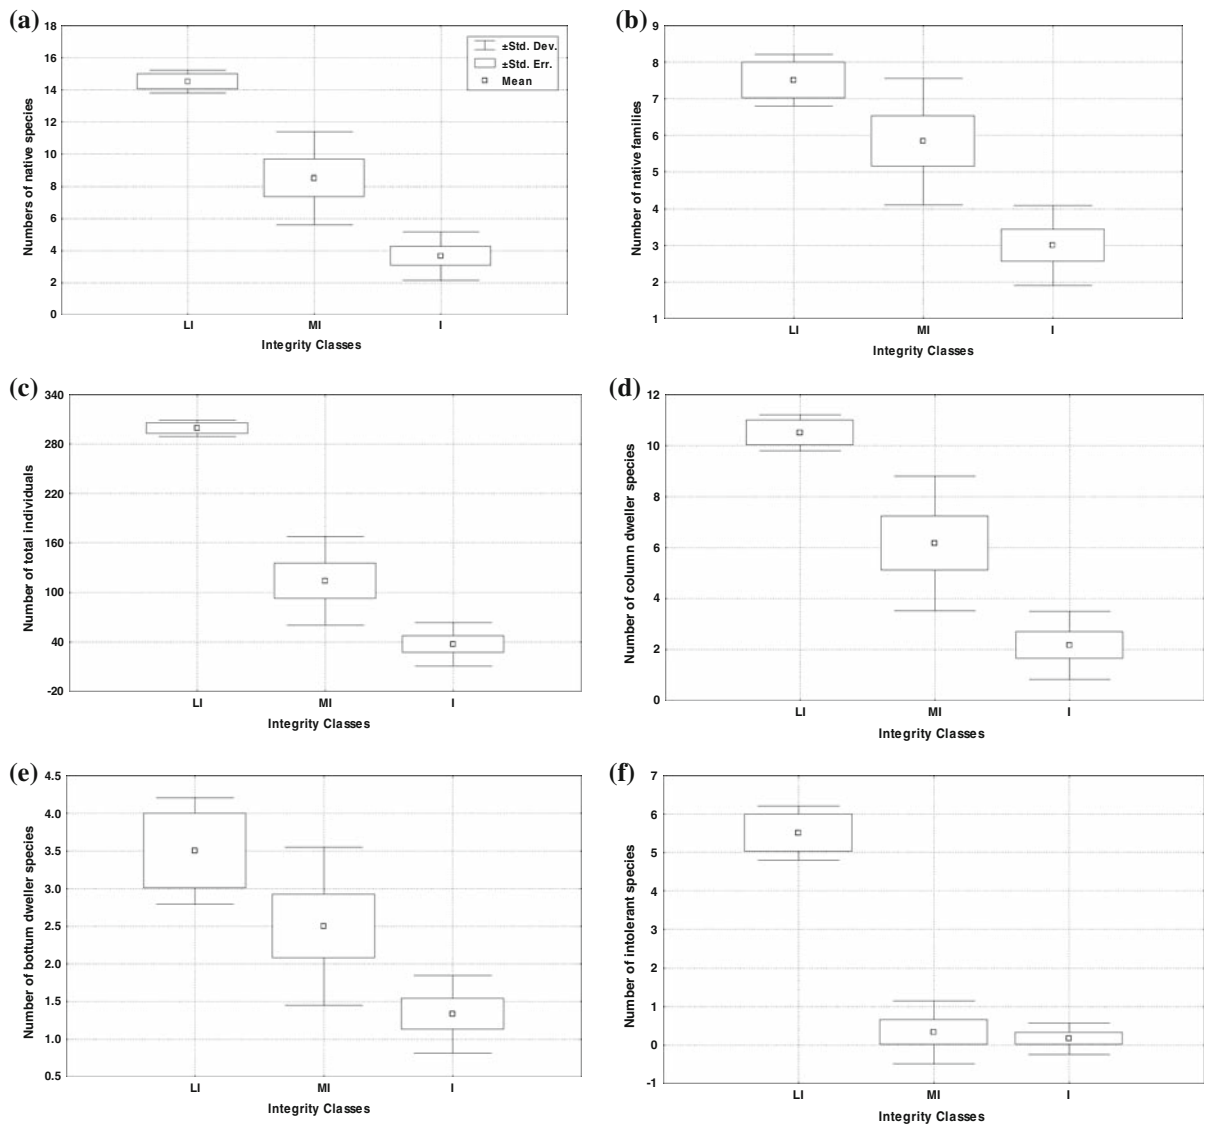 (a)
18
16
14
12
10
8
6
4
2
0
Numbers of native species
±Std. Dev.
±Std. Err.
Mean
LI MI I
Integrity Classes
(b)
9
8
7
6
5
4
3
2
1
Number of native families
LI MI I
Integrity Classes
(c)
340
280
220
160
100
40
-20
Number of total individuals
LI MI I
Integrity Classes
(d)
12
10
8
6
4
2
0
Number of column dweller species
LI MI I
Integrity Classes
(e)
4.5
4.0
3.5
3.0
2.5
2.0
1.5
1.0
0.5
Number of bottum dweller species
LI MI I
Integrity Classes
(f)
7
6
5
4
3
2
1
0
-1
Number of intolerant species
LI MI I
Integrity Classes